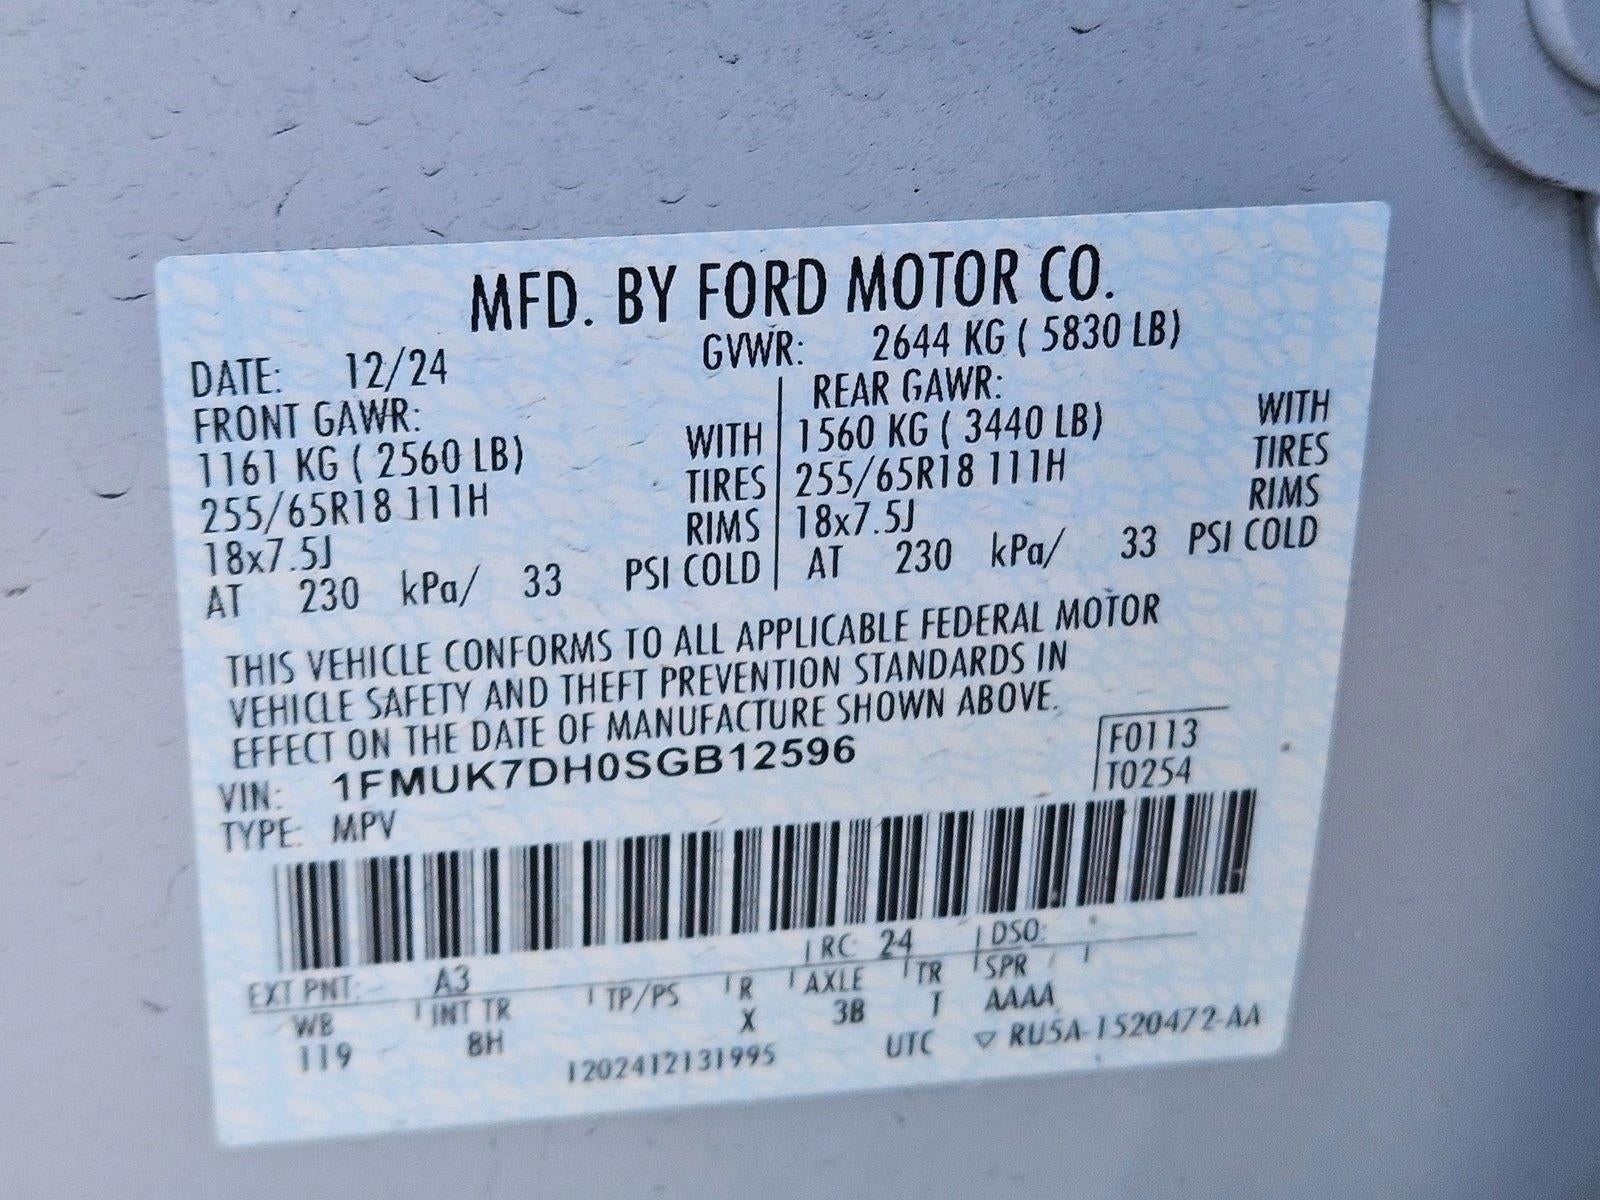 MFD. BY FORD MOTOR CO.
DATE: 12/24 GVWR: 2644 KG ( 5830 LB)
FRONT GAWR: REAR GAWR:
1161 KG ( 2560 LB) WITH 1560 KG ( 3440 LB) WITH
255/65R18 111H TIRES 255/65R18 111H TIRES
18x7.5J RIMS 18x7.5J RIMS
AT 230 kPa/ 33 PSI COLD AT 230 kPa/ 33 PSI COLD
THIS VEHICLE CONFORMS TO ALL APPLICABLE FEDERAL MOTOR
VEHICLE SAFETY AND THEFT PREVENTION STANDARDS IN
EFFECT ON THE DATE OF MANUFACTURE SHOWN ABOVE.
VIN: 1FMUK7DH0SGB12596 F0113
TYPE: MPV T0254
EXT PNT: A3 RC: 24 DSO:
WB INT TR TP/PS R AXLE TR SPR
119 8H X 3B T AAAA
1202412131995 UTC ▽ RU5A-1520472-AA